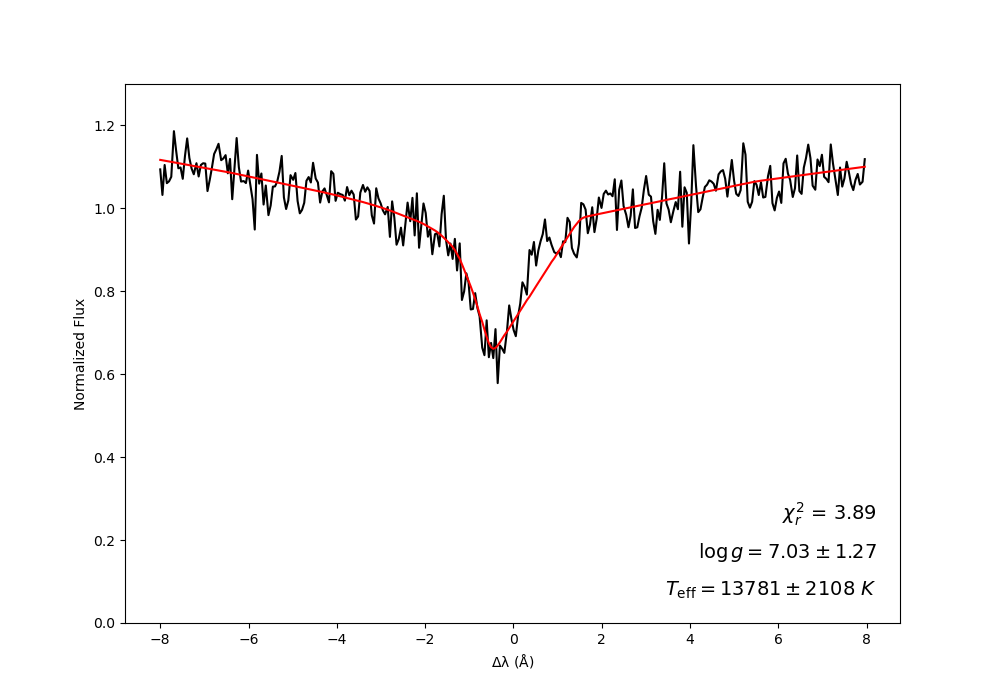 1.2
1.0
0.8
0.6
0.4
0.2
0.0
Normalized Flux
χ²ᵣ = 3.89
log g = 7.03 ± 1.27
T_eff = 13781 ± 2108 K
−8 −6 −4 −2 0 2 4 6 8
Δλ (Å)